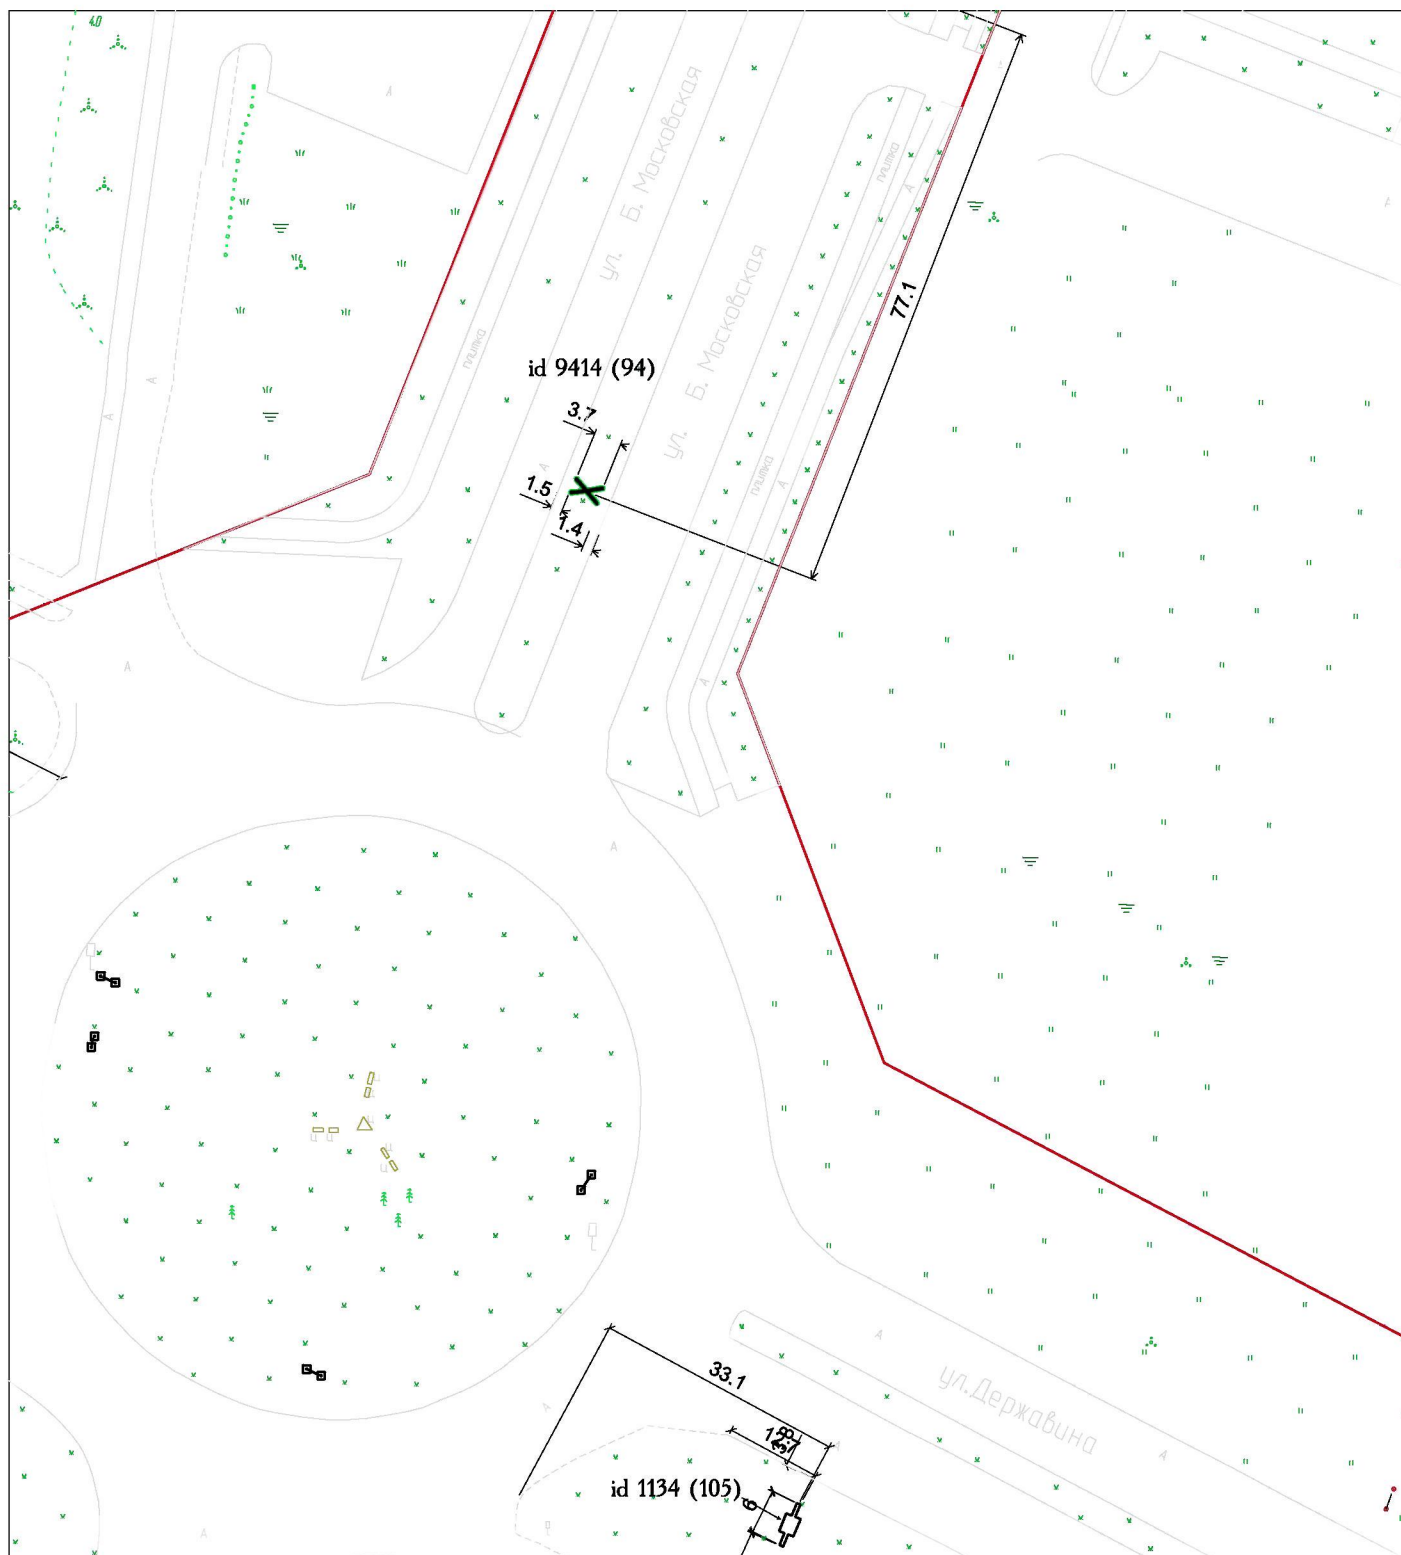 4.0
А
ул. Б. Московская
плитка
А
А
77.1
ул. Б. Московская
плитка
id 9414 (94)
3.7
А
А
А
1.5
1.4
плитка
А
А
А
А
А
33.1
ул.Державина
А
А
А
id 1134 (105)
6
А